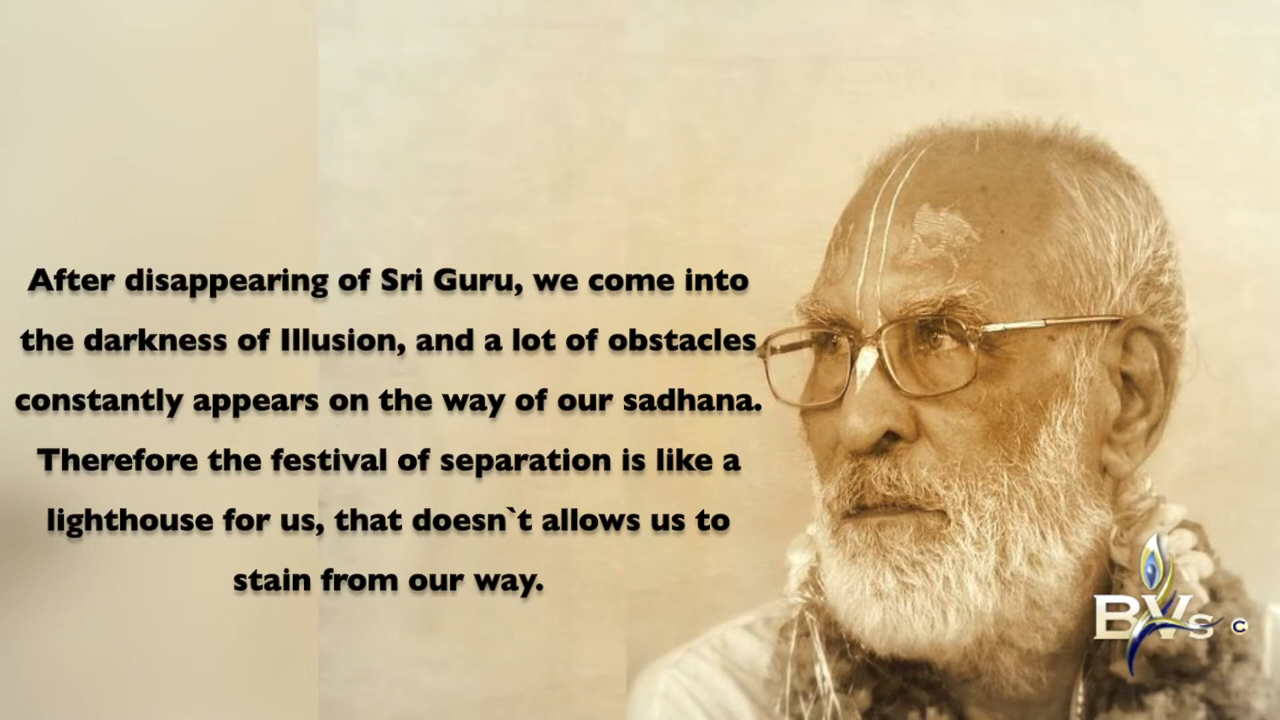 After disappearing of Sri Guru, we come into
the darkness of Illusion, and a lot of obstacles
constantly appears on the way of our sadhana.
Therefore the festival of separation is like a
lighthouse for us, that doesn`t allows us to
stain from our way.
BVs ©